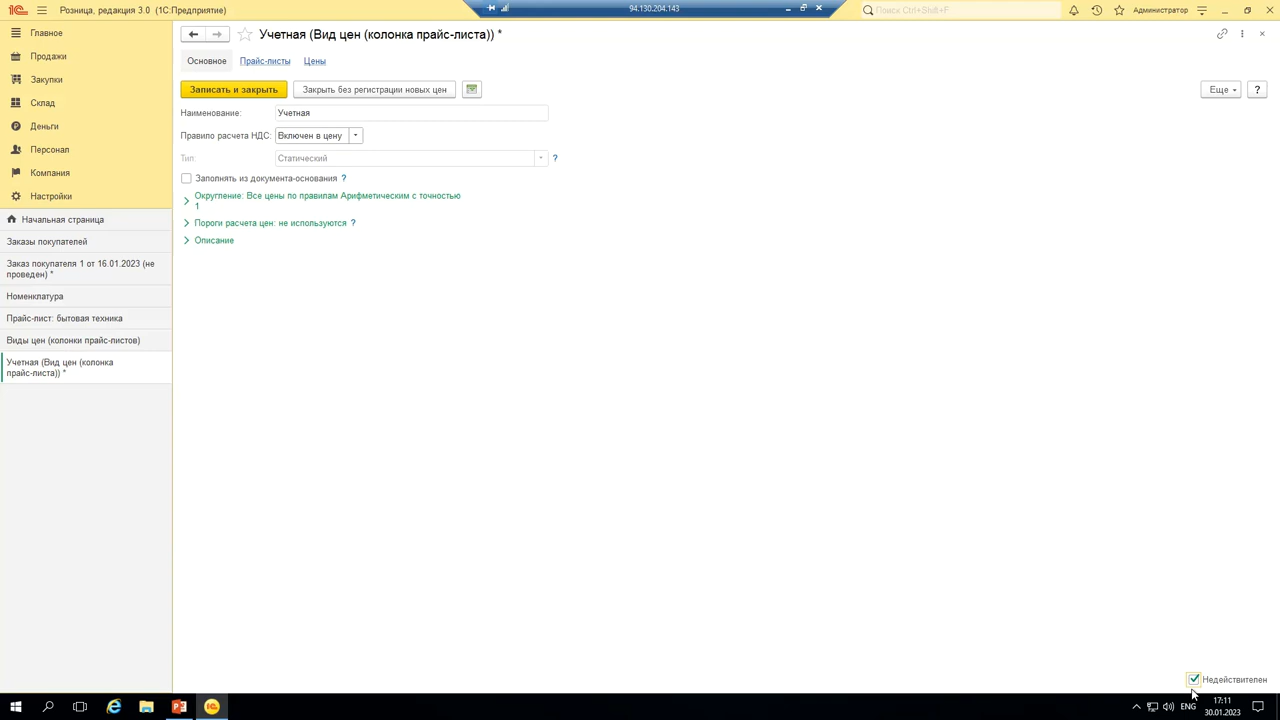 Розница, редакция 3.0 (1С:Предприятие)
94.130.204.143
Поиск Ctrl+Shift+F
Администратор
Главное
Продажи
Закупки
Склад
Деньги
Персонал
Компания
Настройки
Начальная страница
Заказы покупателей
Заказ покупателя 1 от 16.01.2023 (не
проведен) *
Номенклатура
Прайс-лист: бытовая техника
Виды цен (колонки прайс-листов)
Учетная (Вид цен (колонка
прайс-листа)) *
Учетная (Вид цен (колонка прайс-листа)) *
Основное Прайс-листы Цены
Записать и закрыть Закрыть без регистрации новых цен Еще ?
Наименование: Учетная
Правило расчета НДС: Включен в цену
Тип: Статический ?
Заполнять из документа-основания ?
Округление: Все цены по правилам Арифметическим с точностью
1
Пороги расчета цен: не используются ?
Описание
Недействителен
ENG
17:11
30.01.2023